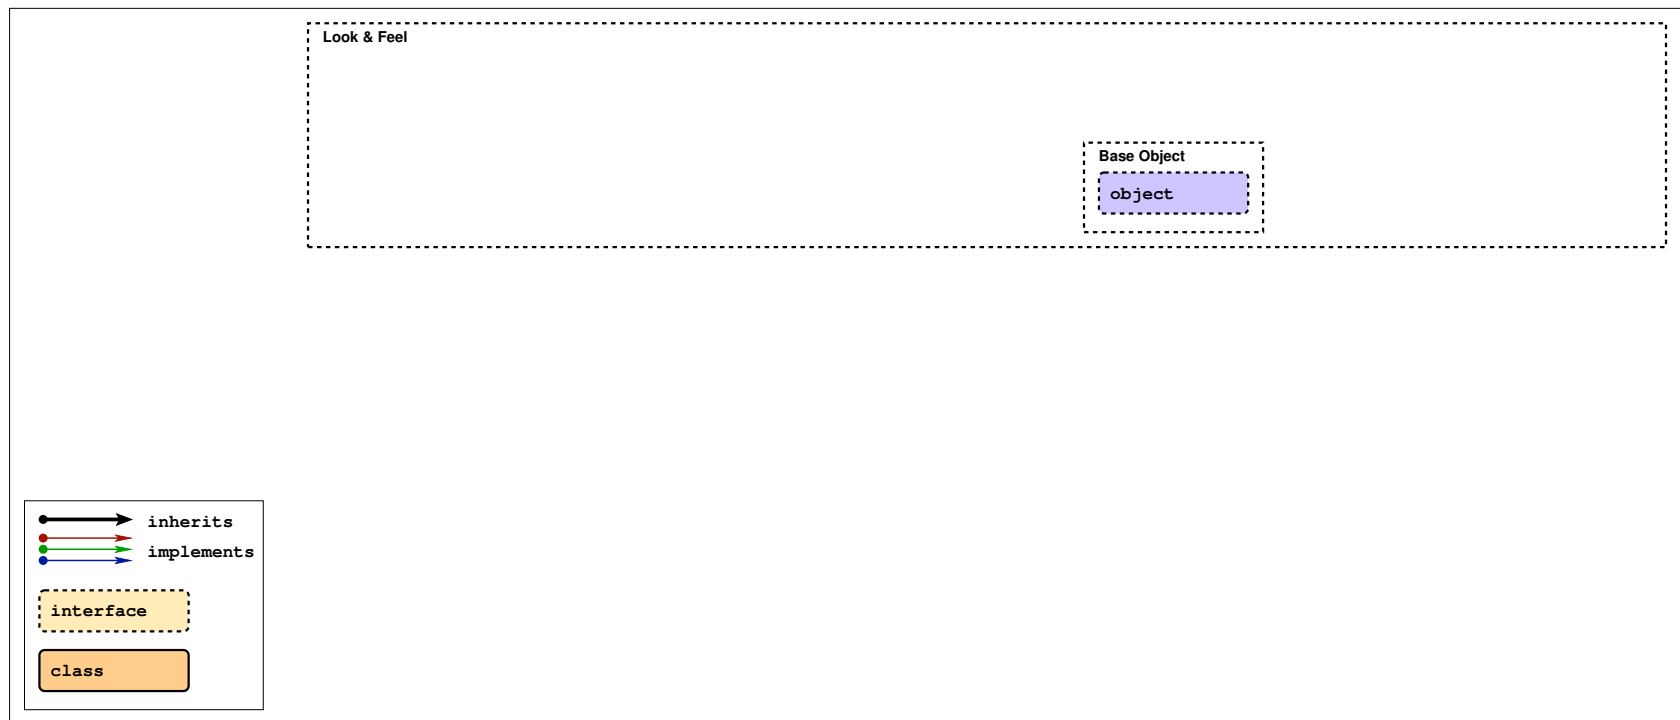 Look & Feel
Base Object
object
inherits
implements
interface
class